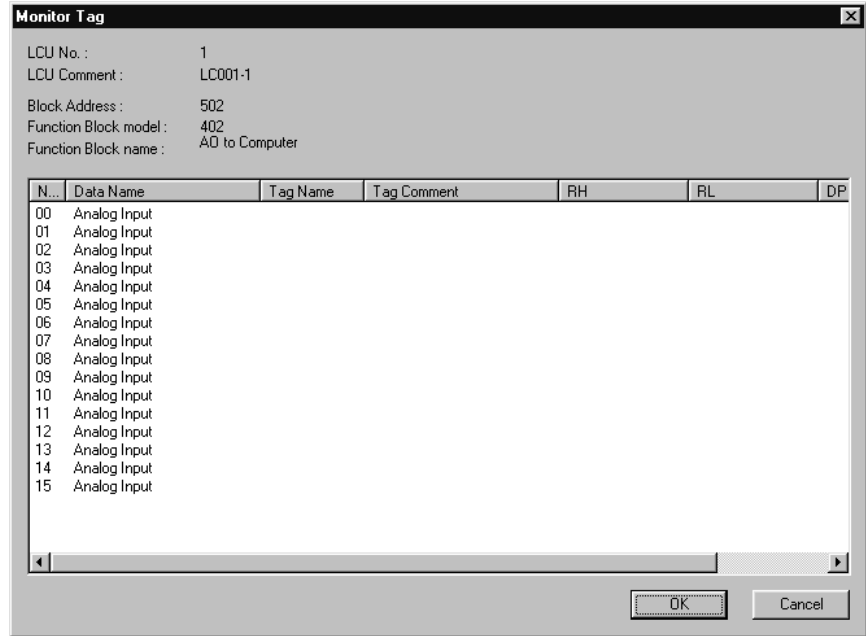 Monitor Tag
LCU No. : 1
LCU Comment : LC001-1
Block Address : 502
Function Block model : 402
Function Block name : AO to Computer
N... Data Name Tag Name Tag Comment RH RL DP
00 Analog Input
01 Analog Input
02 Analog Input
03 Analog Input
04 Analog Input
05 Analog Input
06 Analog Input
07 Analog Input
08 Analog Input
09 Analog Input
10 Analog Input
11 Analog Input
12 Analog Input
13 Analog Input
14 Analog Input
15 Analog Input
OK Cancel